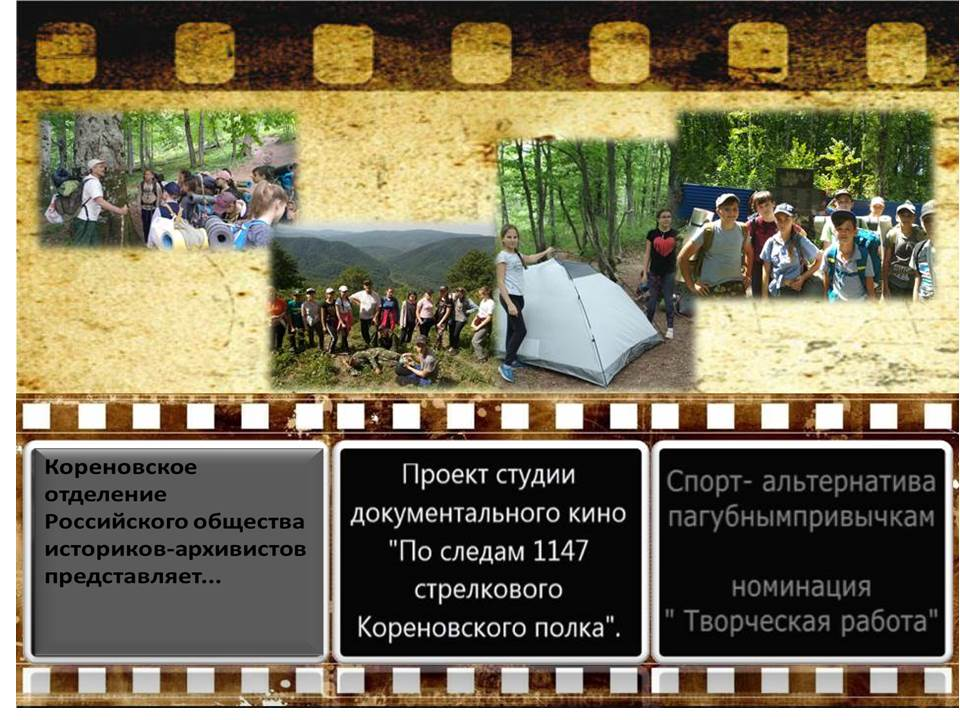 Кореновское
отделение
Российского общества
историков-архивистов
представляет...
Проект студии
документального кино
"По следам 1147
стрелкового
Кореновского полка".
Спорт- альтернатива
пагубнымпривычкам
номинация
" Творческая работа"